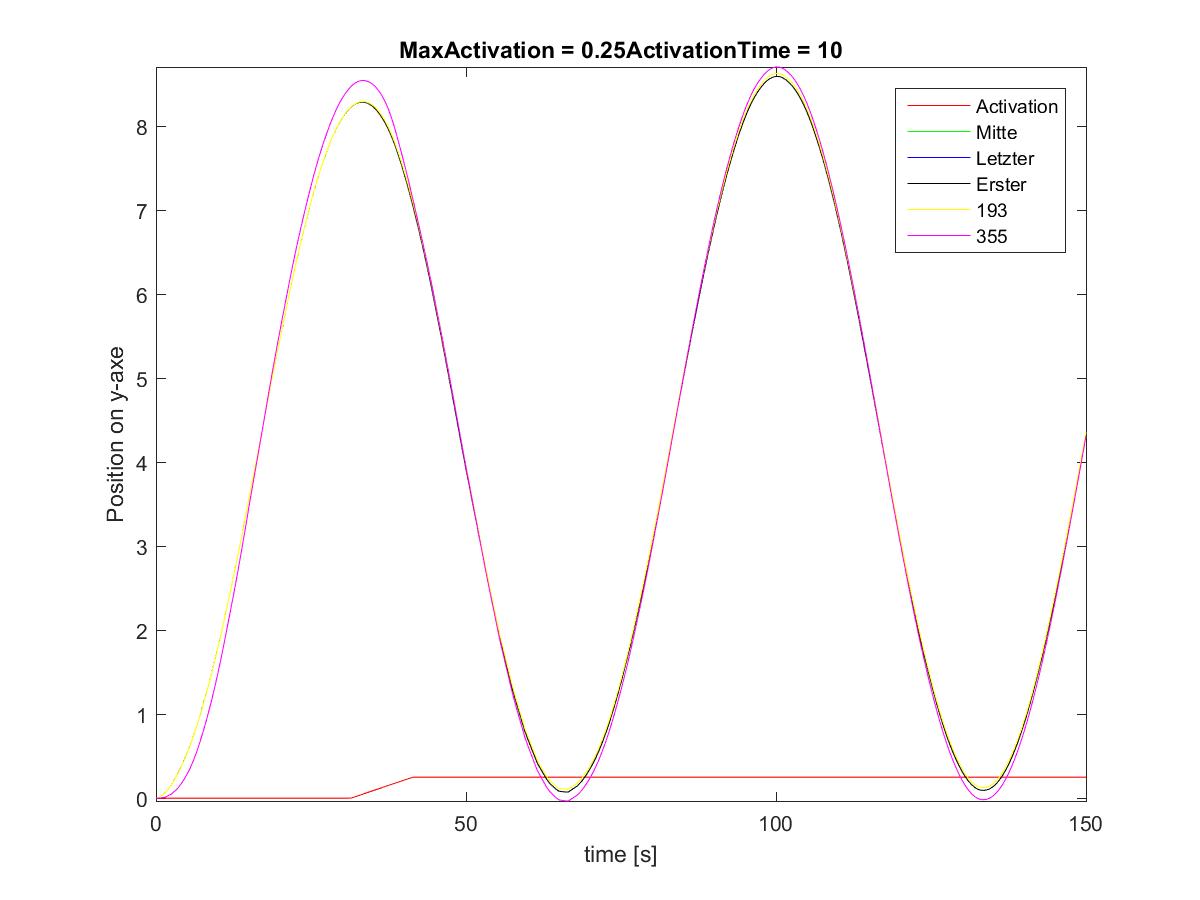 MaxActivation = 0.25ActivationTime = 10
Activation
Mitte
Letzter
Erster
193
355
Position on y-axe
8
7
6
5
4
3
2
1
0
0 50 100 150
time [s]